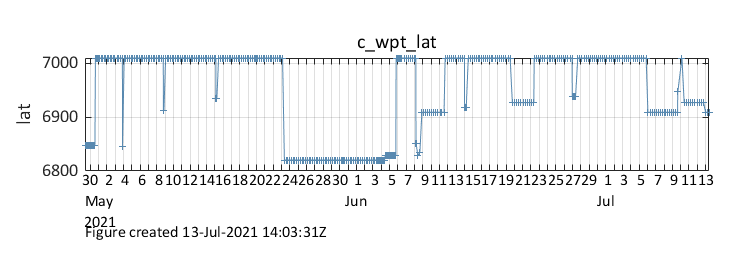 c_wpt_lat
7000
6900
6800
lat
30 2 4 6 8 10 12 14 16 18 20 22 24 26 28 30 1 3 5 7 9 11 13 15 17 19 21 23 25 27 29 1 3 5 7 9 11 13
May Jun Jul
2021
Figure created 13-Jul-2021 14:03:31Z